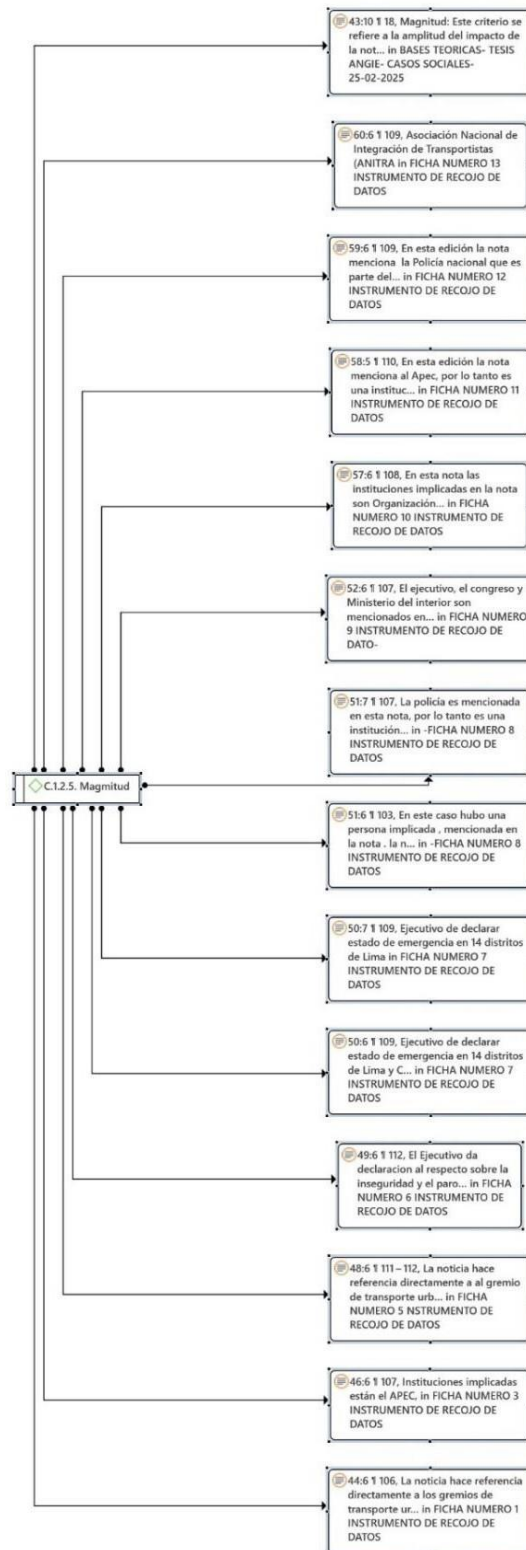 43:10 ¶ 18, Magnitud: Este criterio se
refiere a la amplitud del impacto de
la not... in BASES TEORICAS- TESIS
ANGIE- CASOS SOCIALES-
25-02-2025
60:6 ¶ 109, Asociación Nacional de
Integración de Transportistas
(ANITRA in FICHA NUMERO 13
INSTRUMENTO DE RECOJO DE
DATOS
59:6 ¶ 109, En esta edición la nota
menciona la Policía nacional que es
parte del... in FICHA NUMERO 12
INSTRUMENTO DE RECOJO DE
DATOS
58:5 ¶ 110, En esta edición la nota
menciona al Apec, por lo tanto es
una instituc... in FICHA NUMERO 11
INSTRUMENTO DE RECOJO DE
DATOS
57:6 ¶ 108, En esta nota las
instituciones implicadas en la nota
son Organización... in FICHA
NUMERO 10 INSTRUMENTO DE
RECOJO DE DATOS
52:6 ¶ 107, El ejecutivo, el congreso y
Ministerio del interior son
mencionados en... in FICHA NUMERO
9 INSTRUMENTO DE RECOJO DE
DATO-
51:7 ¶ 107, La policía es mencionada
en esta nota, por lo tanto es una
institución... in -FICHA NUMERO 8
INSTRUMENTO DE RECOJO DE
DATOS
C.1.2.5. Magmitud
51:6 ¶ 103, En este caso hubo una
persona implicada , mencionada en
la nota . la n... in -FICHA NUMERO 8
INSTRUMENTO DE RECOJO DE
DATOS
50:7 ¶ 109, Ejecutivo de declarar
estado de emergencia en 14 distritos
de Lima in FICHA NUMERO 7
INSTRUMENTO DE RECOJO DE
DATOS
50:6 ¶ 109, Ejecutivo de declarar
estado de emergencia en 14 distritos
de Lima y C... in FICHA NUMERO 7
INSTRUMENTO DE RECOJO DE
DATOS
49:6 ¶ 112, El Ejecutivo da
declaracion al respecto sobre la
inseguridad y el paro... in FICHA
NUMERO 6 INSTRUMENTO DE
RECOJO DE DATOS
48:6 ¶ 111 – 112, La noticia hace
referencia directamente a al gremio
de transporte urb... in FICHA
NUMERO 5 NSTRUMENTO DE
RECOJO DE DATOS
46:6 ¶ 107, Instituciones implicadas
están el APEC, in FICHA NUMERO 3
INSTRUMENTO DE RECOJO DE
DATOS
44:6 ¶ 106, La noticia hace referencia
directamente a los gremios de
transporte ur... in FICHA NUMERO 1
INSTRUMENTO DE RECOJO DE
DATOS